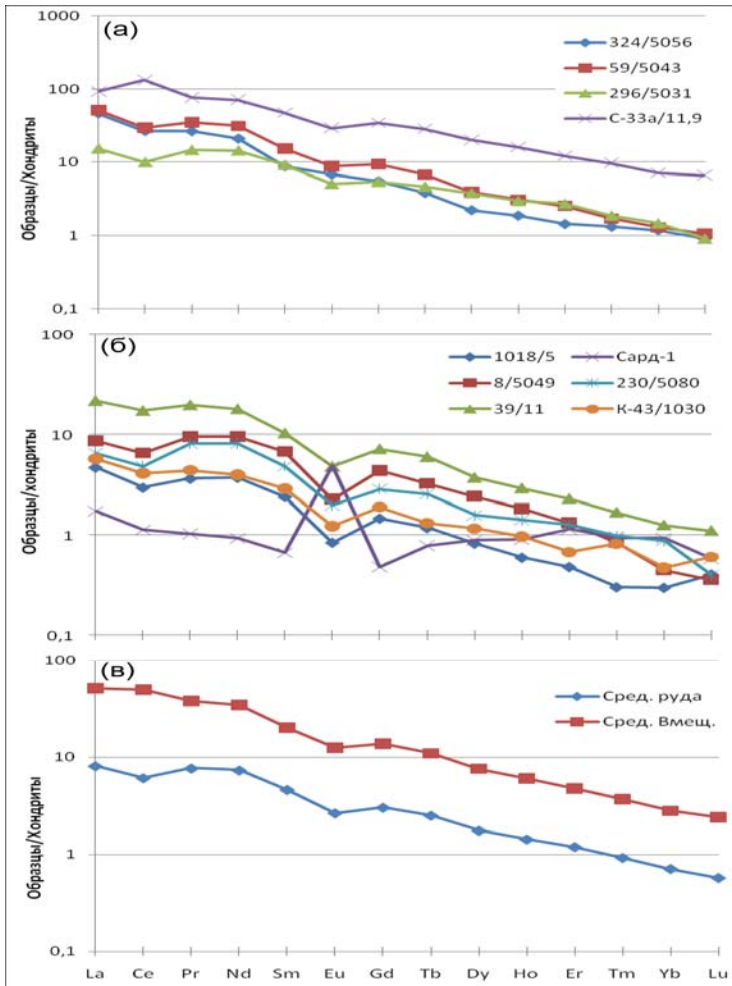 (а)
1000
100
10
1
0,1
Образцы/Хондриты
324/5056
59/5043
296/5031
С-33а/11,9
(б)
100
10
1
0,1
Образцы/хондриты
1018/5
Сард-1
8/5049
230/5080
39/11
К-43/1030
(в)
100
10
1
0,1
Образцы/Хондриты
Сред. руда
Сред. Вмещ.
La Ce Pr Nd Sm Eu Gd Tb Dy Ho Er Tm Yb Lu